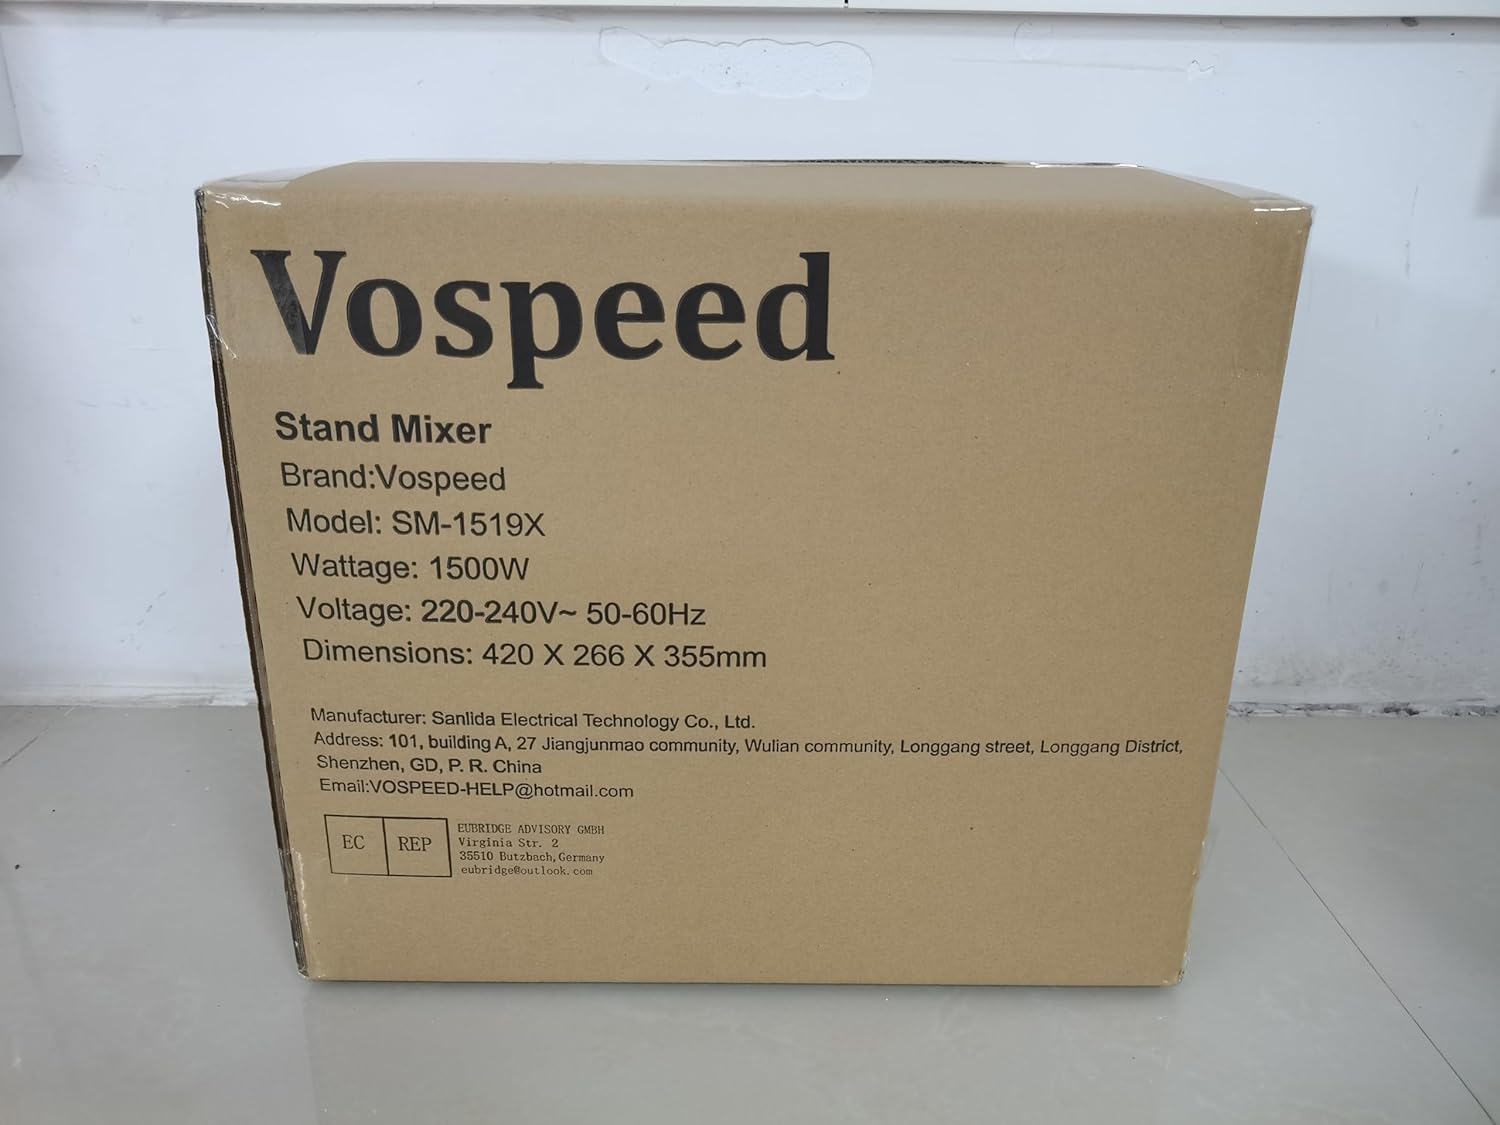 Vospeed
Stand Mixer
Brand:Vospeed
Model: SM-1519X
Wattage: 1500W
Voltage: 220-240V~ 50-60Hz
Dimensions: 420 X 266 X 355mm
Manufacturer: Sanlida Electrical Technology Co., Ltd.
Address: 101, building A, 27 Jiangjunmao community, Wulian community, Longgang street, Longgang District,
Shenzhen, GD, P. R. China
Email:VOSPEED-HELP@hotmail.com
EC REP
EUBRIDGE ADVISORY GMBH
Virginia Str. 2
35510 Butzbach,Germany
eubridge@outlook.com